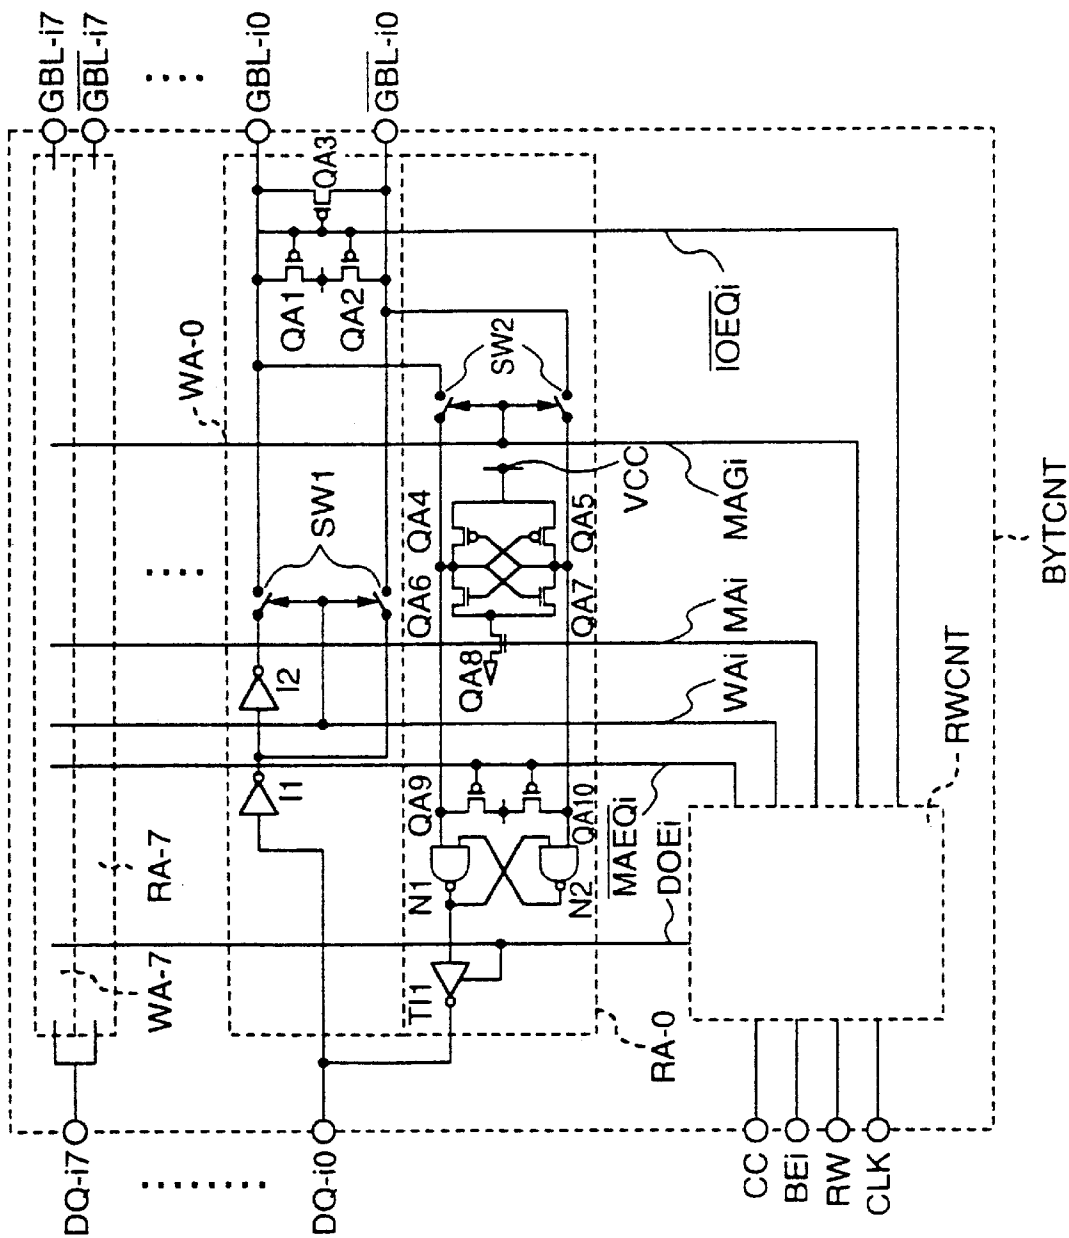 GBL-i7
GBL-i7
GBL-i0
GBL-i0
QA3
QA1
QA2
WA-0
SW2
IOEQi
SW1
VCC
MAGi
QA4
QA5
QA6
QA7
QA8
MAi
WAi
I2
I1
RA-7
WA-7
QA9
QA10
N1
N2
MAEQi
DOEi
TI1
RA-0
RWCNT
BYTCNT
DQ-i7
DQ-i0
CC
BEi
RW
CLK